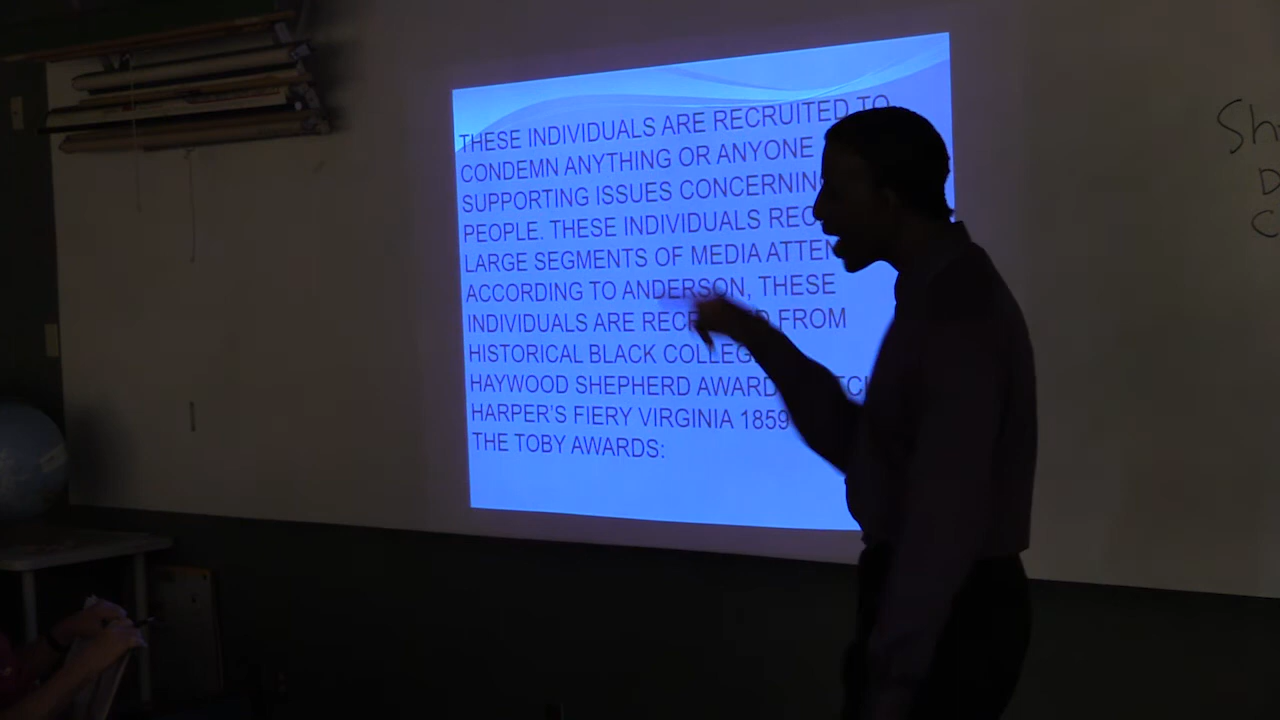 THESE INDIVIDUALS ARE RECRUITED TO
CONDEMN ANYTHING OR ANYONE
SUPPORTING ISSUES CONCERNING
PEOPLE. THESE INDIVIDUALS
LARGE SEGMENTS OF MEDIA
ACCORDING TO ANDERSON, THESE
INDIVIDUALS ARE FROM
HISTORICAL BLACK
HAYWOOD SHEPHERD AWARD
HARPER'S FIERY VIRGINIA 1859
THE TOBY AWARDS: